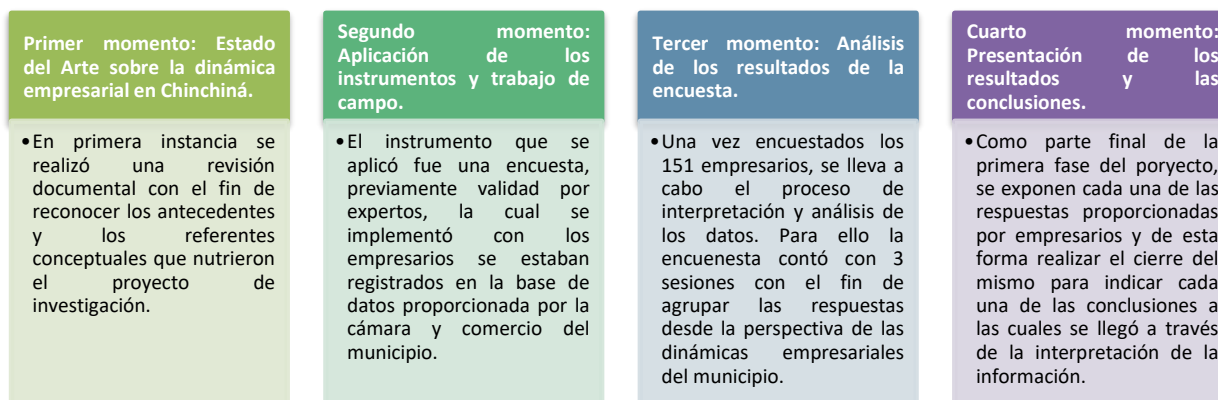 Primer momento: Estado
del Arte sobre la dinámica
empresarial en Chinchiná.
•En primera instancia se
realizó una revisión
documental con el fin de
reconocer los antecedentes
y los referentes
conceptuales que nutrieron
el proyecto de
investigación.
Segundo momento:
Aplicación de los
instrumentos y trabajo de
campo.
•El instrumento que se
aplicó fue una encuesta,
previamente validad por
expertos, la cual se
implementó con los
empresarios se estaban
registrados en la base de
datos proporcionada por la
cámara y comercio del
municipio.
Tercer momento: Análisis
de los resultados de la
encuesta.
•Una vez encuestados los
151 empresarios, se lleva a
cabo el proceso de
interpretación y análisis de
los datos. Para ello la
encuenesta contó con 3
sesiones con el fin de
agrupar las respuestas
desde la perspectiva de las
dinámicas empresariales
del municipio.
Cuarto momento:
Presentación de los
resultados y las
conclusiones.
•Como parte final de la
primera fase del poryecto,
se exponen cada una de las
respuestas proporcionadas
por empresarios y de esta
forma realizar el cierre del
mismo para indicar cada
una de las conclusiones a
las cuales se llegó a través
de la interpretación de la
información.